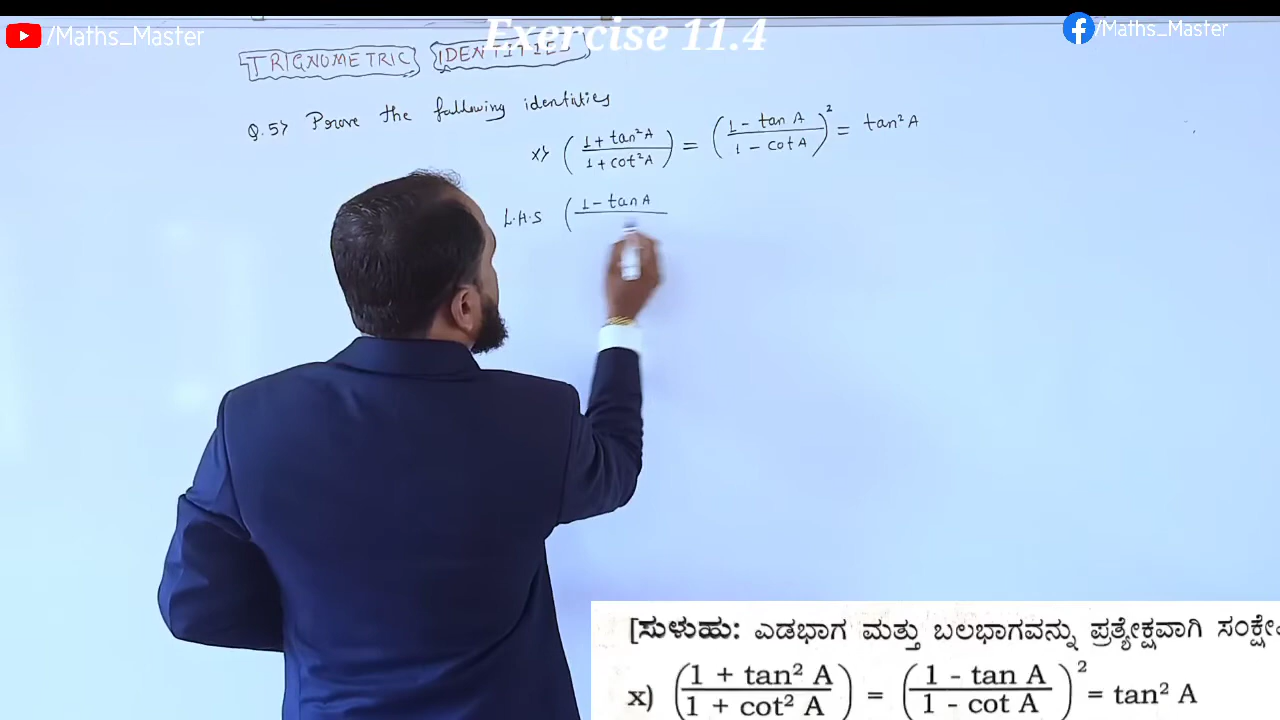 /Maths_Master
Exercise 11.4
/Maths_Master
TRIGNOMETRIC IDENTITIES
Q.5> Prove the following identities
x> ((1 + tan²A)/(1 + cot²A)) = ((1 - tan A)/(1 - cot A))² = tan²A
L.H.S (1 - tan A
[ಸುಳುಹು: ಎಡಭಾಗ ಮತ್ತು ಬಲಭಾಗವನ್ನು ಪ್ರತ್ಯೇಕ್ಷವಾಗಿ
x) ((1 + tan² A)/(1 + cot² A)) = ((1 - tan A)/(1 - cot A))² = tan² A